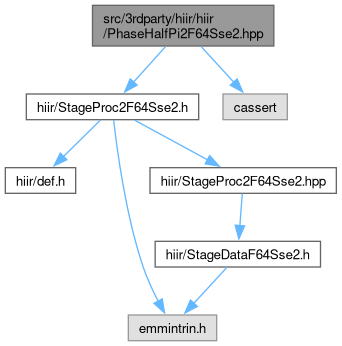 src/3rdparty/hiir/hiir
/PhaseHalfPi2F64Sse2.hpp
hiir/StageProc2F64Sse2.h
cassert
hiir/def.h
hiir/StageProc2F64Sse2.hpp
hiir/StageDataF64Sse2.h
emmintrin.h